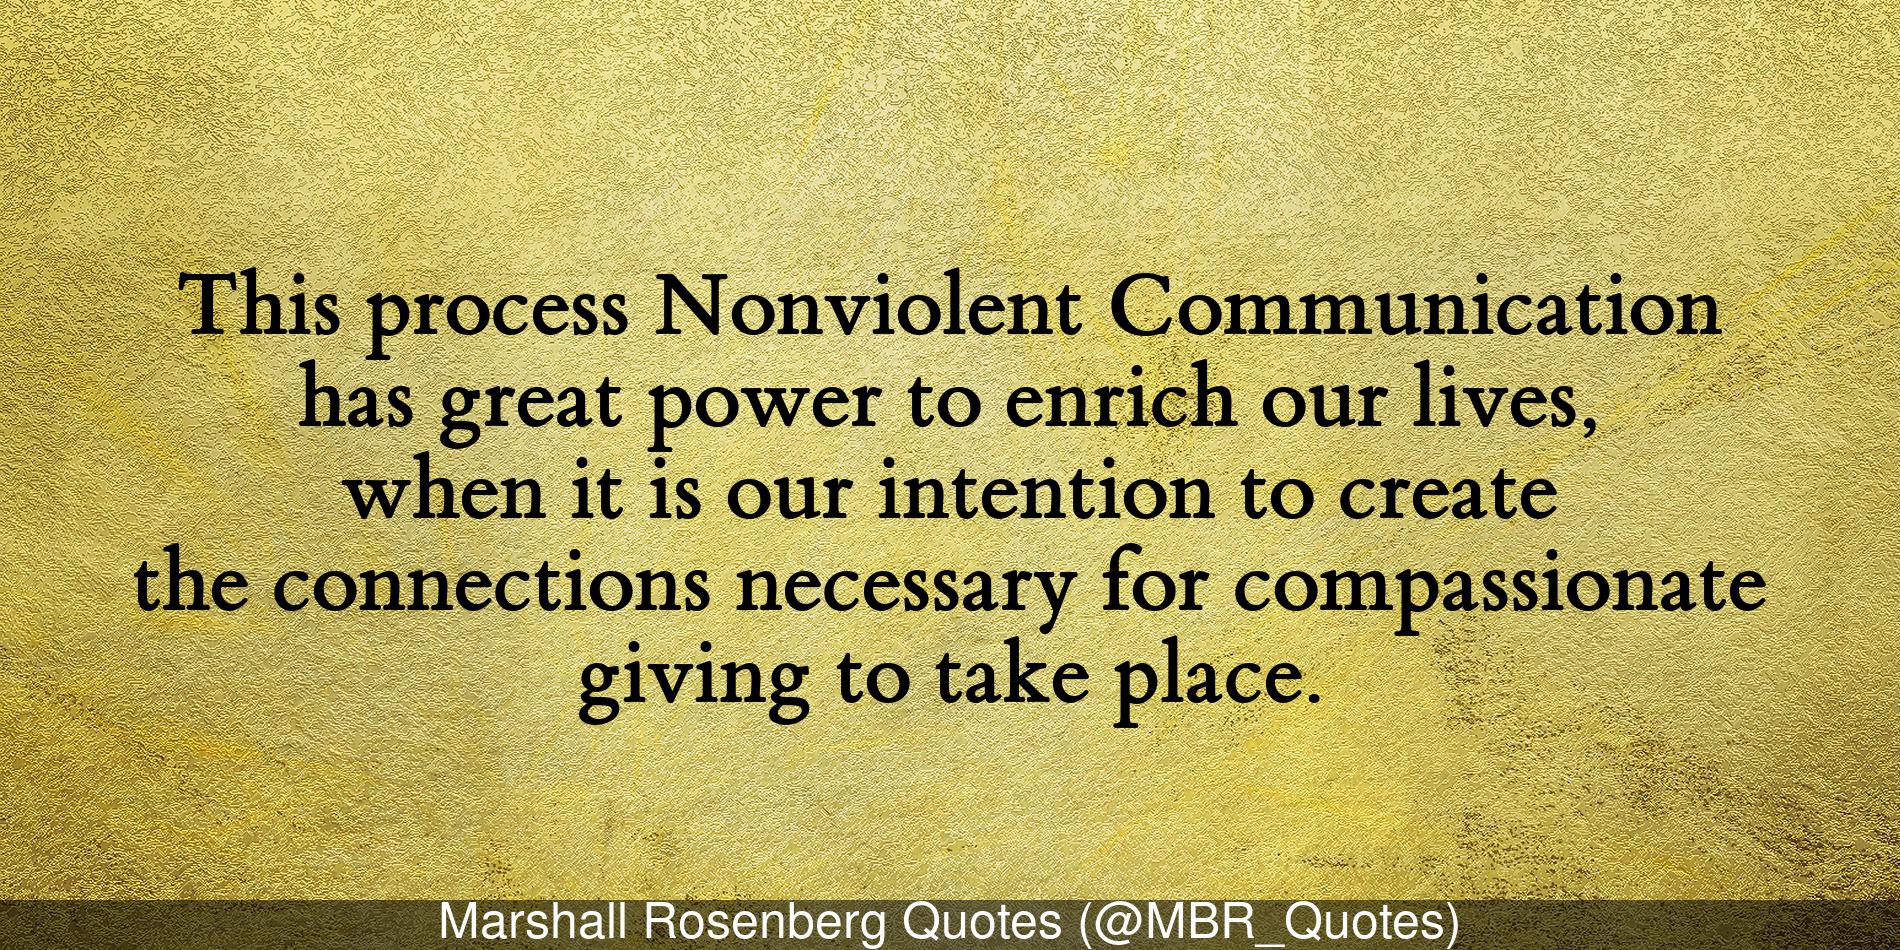 This process Nonviolent Communication
has great power to enrich our lives,
when it is our intention to create
the connections necessary for compassionate
giving to take place.
Marshall Rosenberg Quotes (@MBR_Quotes)